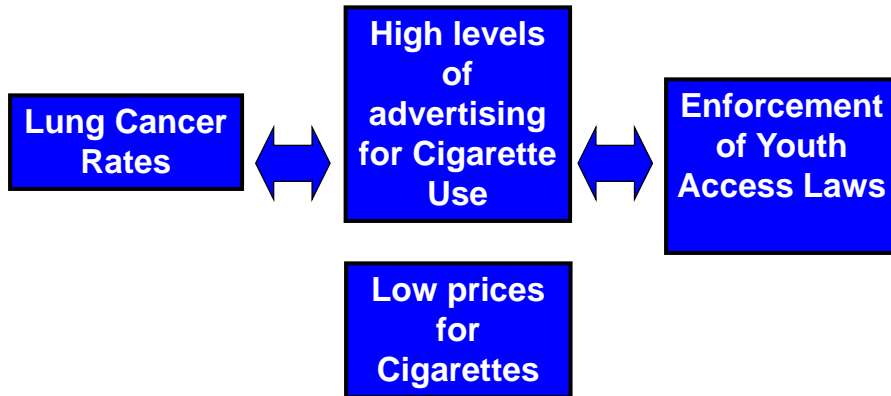 Lung Cancer
Rates
High levels
of
advertising
for Cigarette
Use
Enforcement
of Youth
Access Laws
Low prices
for
Cigarettes